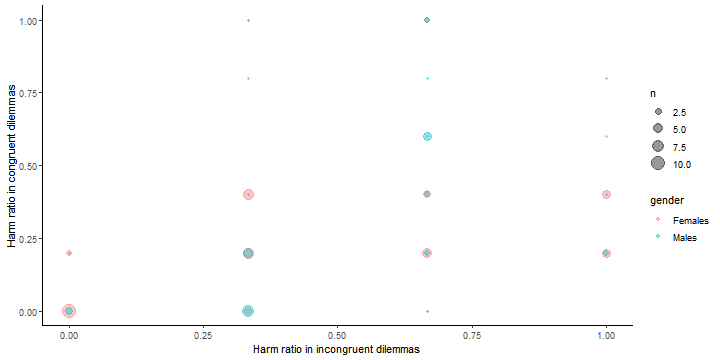 1.00
0.75
0.50
0.25
0.00
Harm ratio in congruent dilemmas
0.00 0.25 0.50 0.75 1.00
Harm ratio in incongruent dilemmas
n
2.5
5.0
7.5
10.0
gender
Females
Males